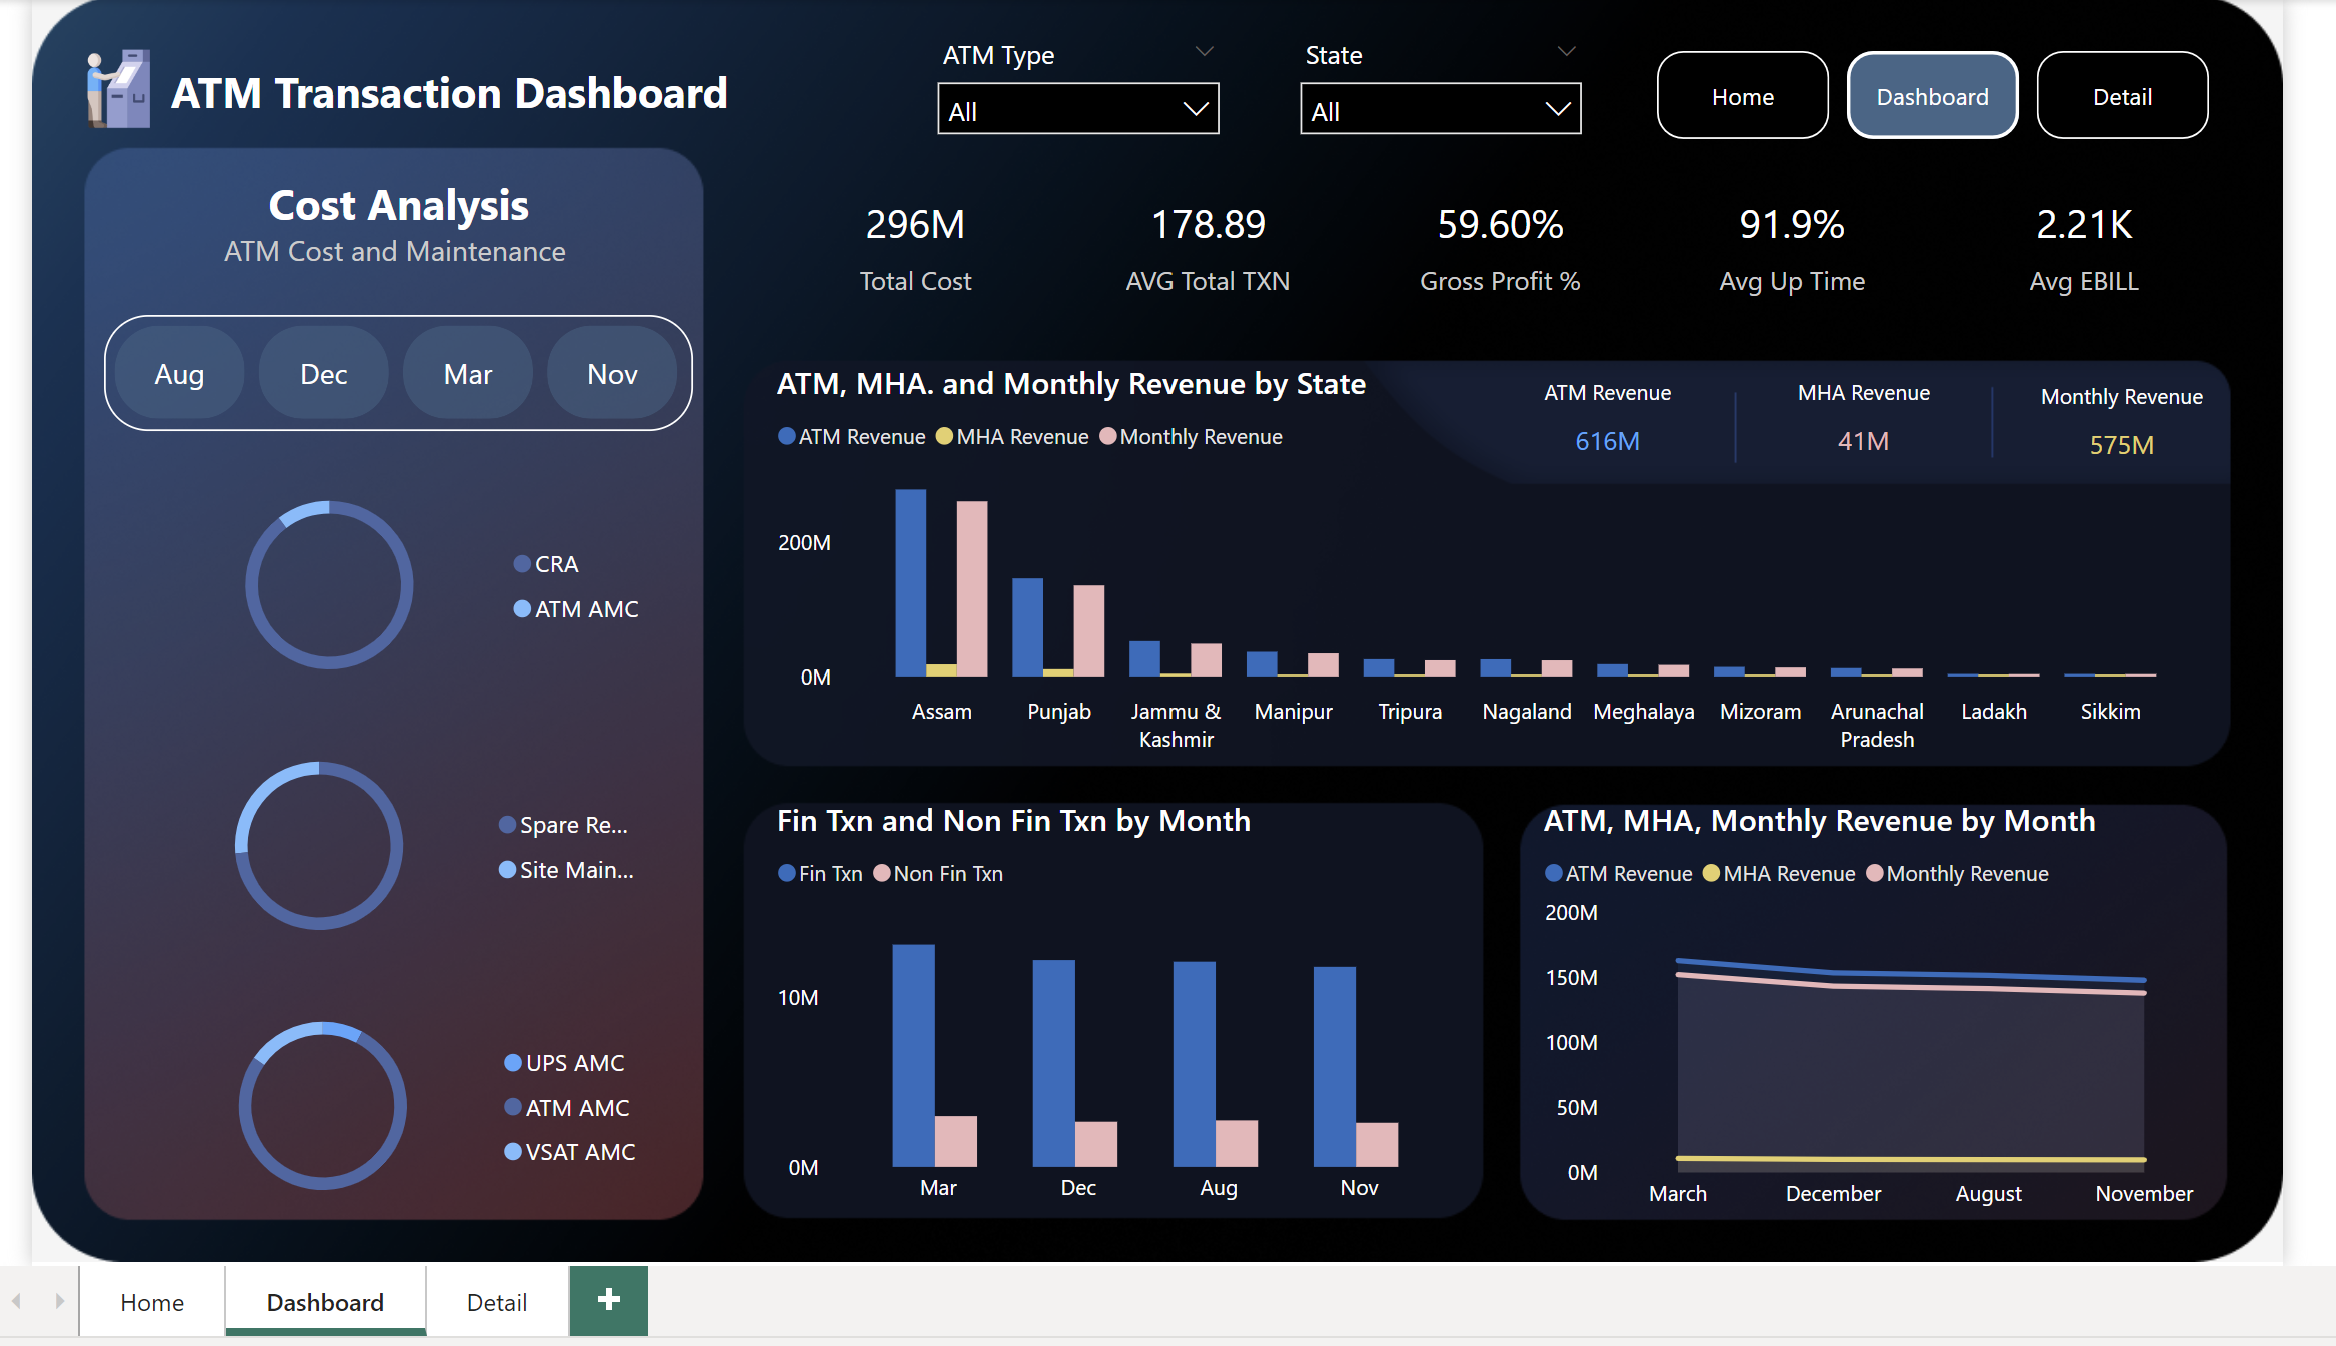 ATM Transaction Dashboard
ATM Type
All
State
All
Home
Dashboard
Detail
Cost Analysis
ATM Cost and Maintenance
Aug
Dec
Mar
Nov
CRA
ATM AMC
Spare Re...
Site Main...
UPS AMC
ATM AMC
VSAT AMC
296M
Total Cost
178.89
AVG Total TXN
59.60%
Gross Profit %
91.9%
Avg Up Time
2.21K
Avg EBILL
ATM, MHA. and Monthly Revenue by State
ATM Revenue
MHA Revenue
Monthly Revenue
ATM Revenue
616M
MHA Revenue
41M
Monthly Revenue
575M
200M
0M
Assam
Punjab
Jammu &
Kashmir
Manipur
Tripura
Nagaland
Meghalaya
Mizoram
Arunachal
Pradesh
Ladakh
Sikkim
Fin Txn and Non Fin Txn by Month
Fin Txn
Non Fin Txn
10M
0M
Mar
Dec
Aug
Nov
ATM, MHA, Monthly Revenue by Month
ATM Revenue
MHA Revenue
Monthly Revenue
200M
150M
100M
50M
0M
March
December
August
November
Home
Dashboard
Detail